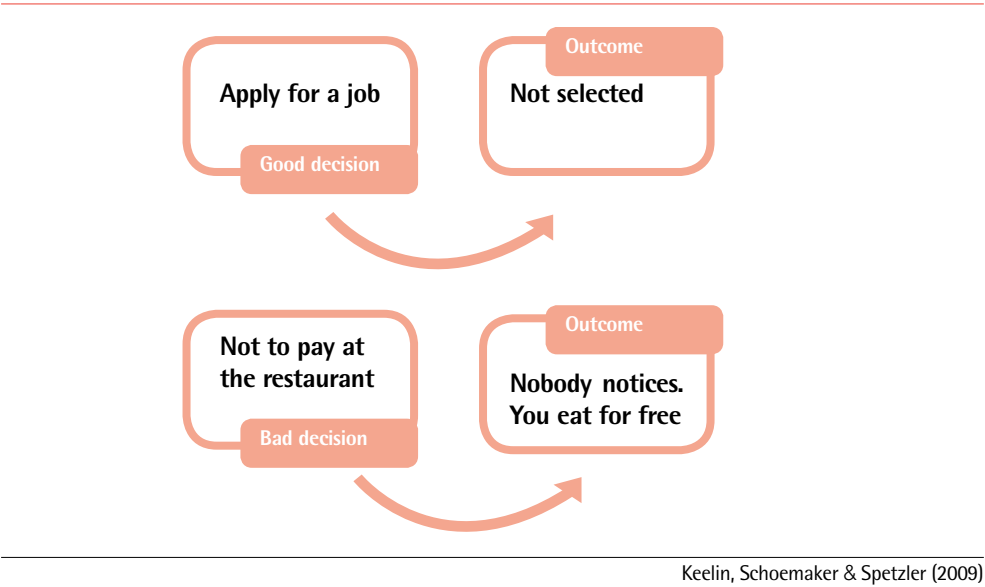 Apply for a job
Good decision
Outcome
Not selected
Not to pay at
the restaurant
Bad decision
Outcome
Nobody notices.
You eat for free
Keelin, Schoemaker & Spetzler (2009)